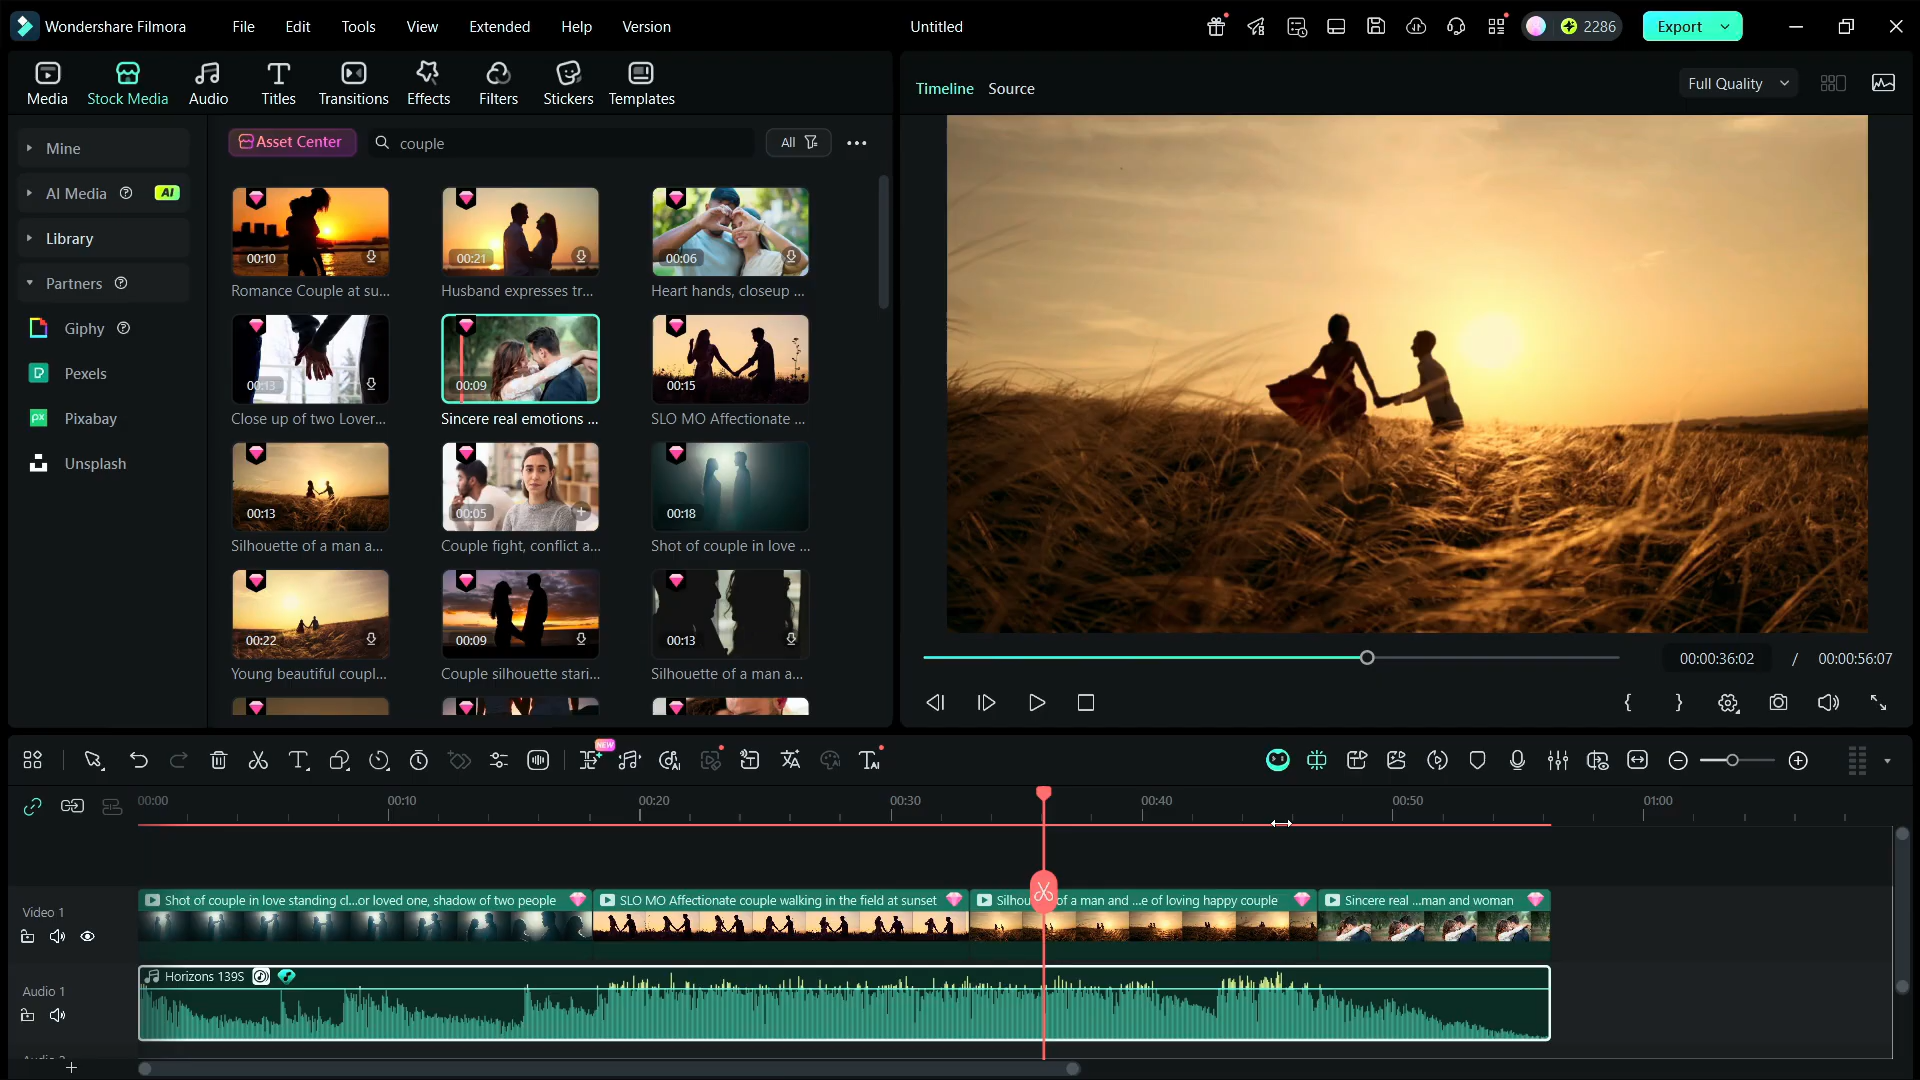 Wondershare Filmora
File
Edit
Tools
View
Extended
Help
Version
Untitled
2286
Export
Media
Stock Media
Audio
Titles
Transitions
Effects
Filters
Stickers
Templates
Timeline
Source
Full Quality
Mine
AI Media
AI
Library
Partners
Giphy
Pexels
Pixabay
Unsplash
Asset Center
couple
All
00:10
Romance Couple at su...
00:21
Husband expresses tr...
00:06
Heart hands, closeup ...
00:13
Close up of two Lover...
00:09
Sincere real emotions ...
00:15
SLO MO Affectionate ...
00:13
Silhouette of a man a...
00:05
Couple fight, conflict a...
00:18
Shot of couple in love ...
00:22
Young beautiful coupl...
00:09
Couple silhouette stari...
00:13
Silhouette of a man a...
00:00:36:02 / 00:00:56:07
NEW
00:00
00:10
00:20
00:30
00:40
00:50
01:00
Video 1
Shot of couple in love standing cl...or loved one, shadow of two people
SLO MO Affectionate couple walking in the field at sunset
Silhou of a man and ...e of loving happy couple
Sincere real ...man and woman
Audio 1
Horizons 139S